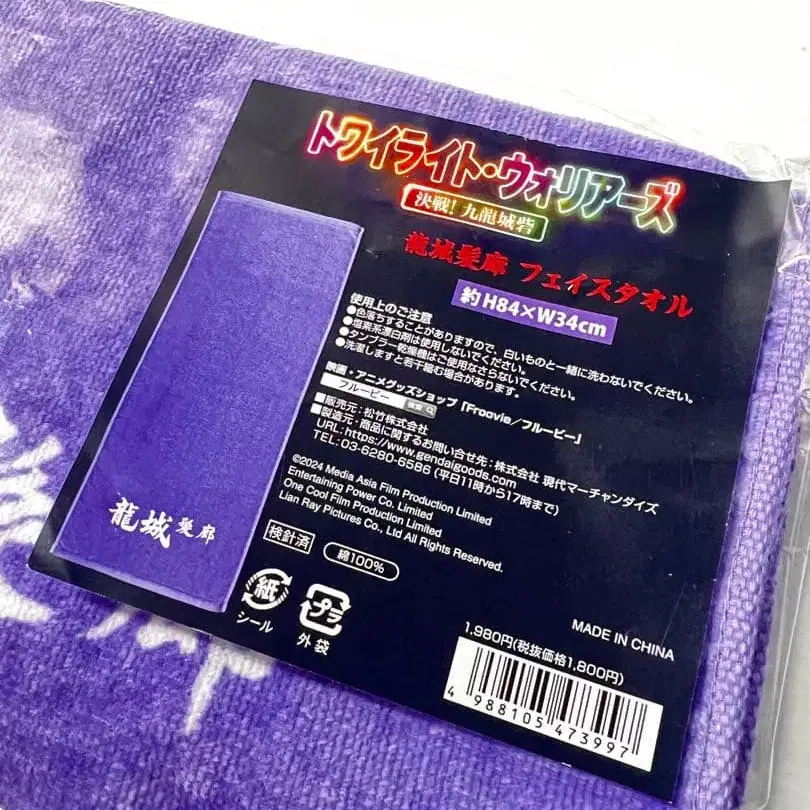 トワイライト・ウォリアーズ
決戦! 九龍城砦
龍城髮廊 フェイスタオル
約 H84×W34cm
使用上のご注意
●色落ちすることがありますので、白いものと一緒に洗わないでください。
●塩素系漂白剤は使用しないでください。
●タンブラー乾燥機はご使用なさらないでください。
●洗濯しますと若干縮む場合があります。
映画・アニメグッズショップ「Froovie/フルービー」
フルービー 検索
■販売元:松竹株式会社
■製造元・商品に関するお問い合せ先:株式会社 現代マーチャンダイズ
URL:https://www.gendaigoods.com
TEL:03-6280-6586 (平日11時から17時まで)
©2024 Media Asia Film Production Limited
Entertaining Power Co. Limited
One Cool Film Production Limited
Lian Ray Pictures Co., Ltd All Rights Reserved.
検針済
綿100%
龍城髮廊
紙
シール
プラ
外袋
MADE IN CHINA
1,980円(税抜価格1,800円)
4 988105 473997